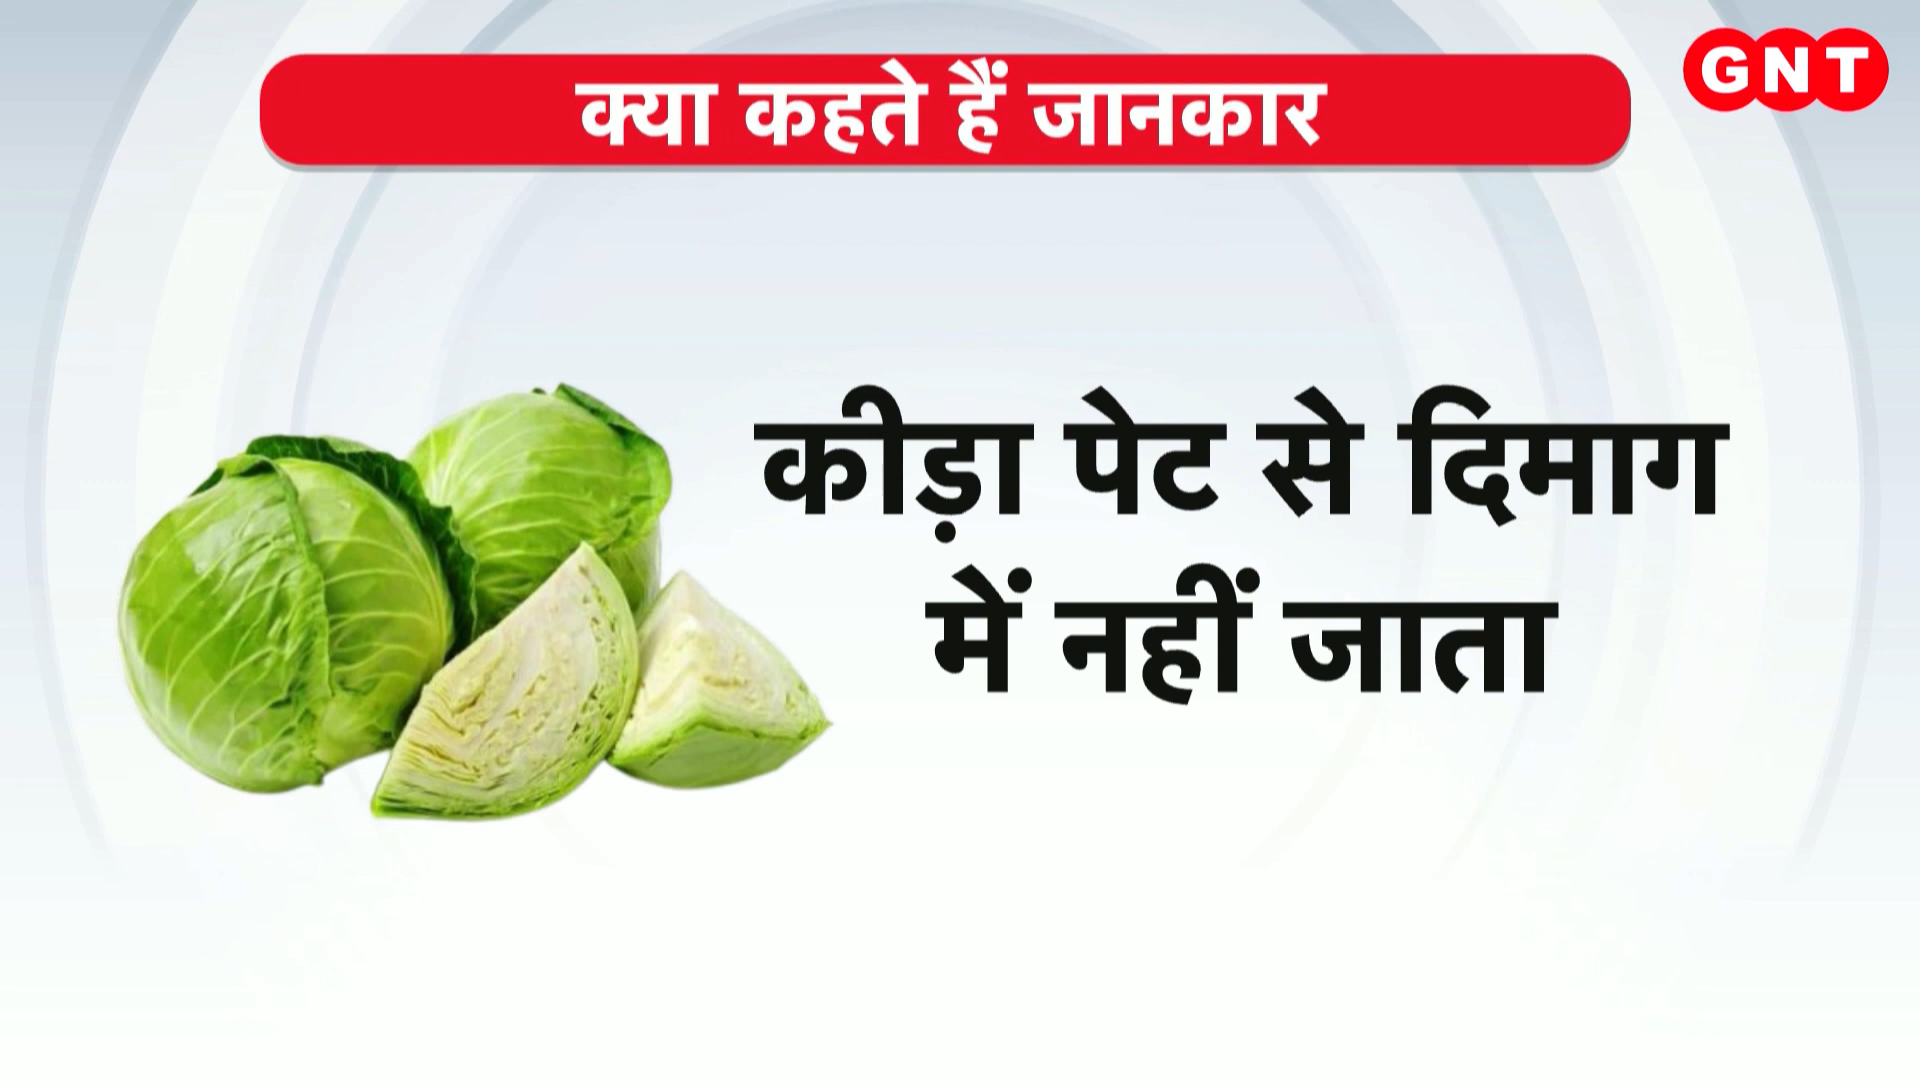 क्या कहते हैं जानकार
GNT
कीड़ा पेट से दिमाग
में नहीं जाता